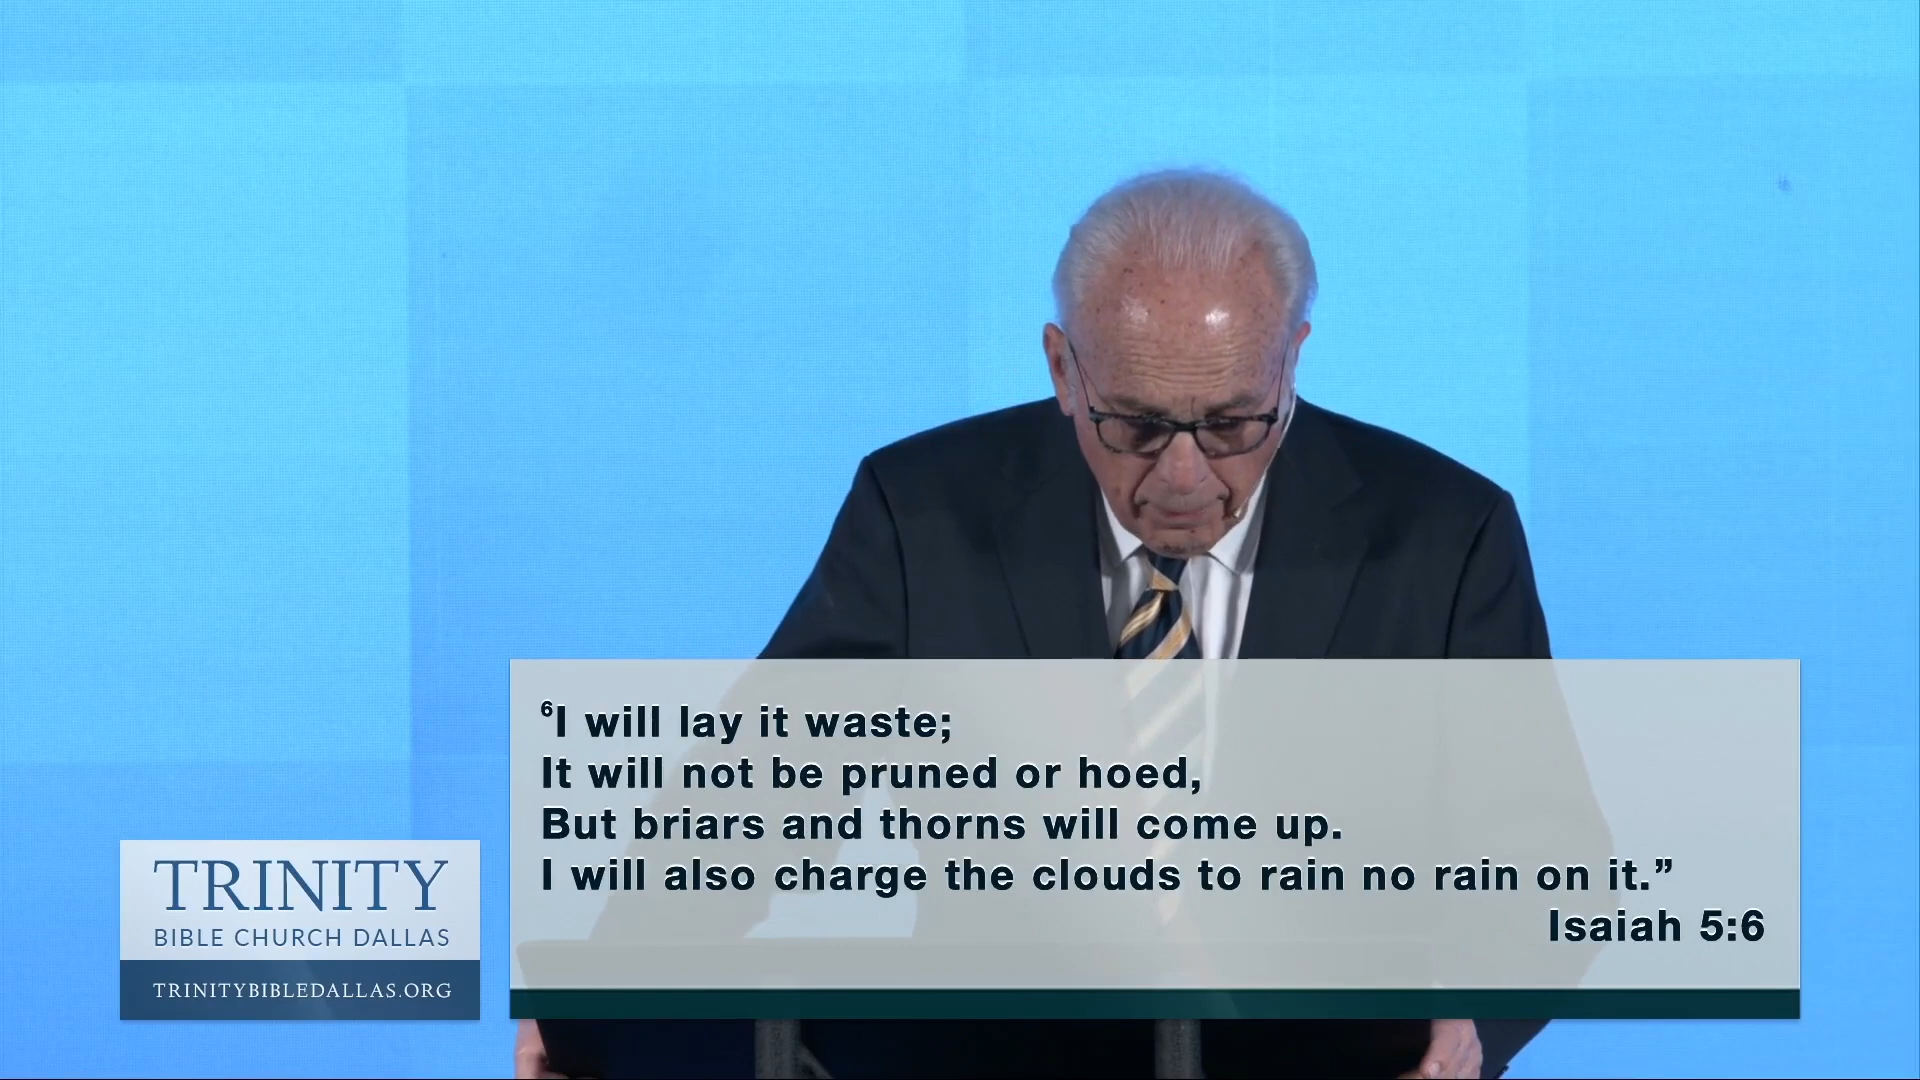 ⁶I will lay it waste;
It will not be pruned or hoed,
But briars and thorns will come up.
I will also charge the clouds to rain no rain on it.”
Isaiah 5:6
TRINITY
BIBLE CHURCH DALLAS
TRINITYBIBLEDALLAS.ORG